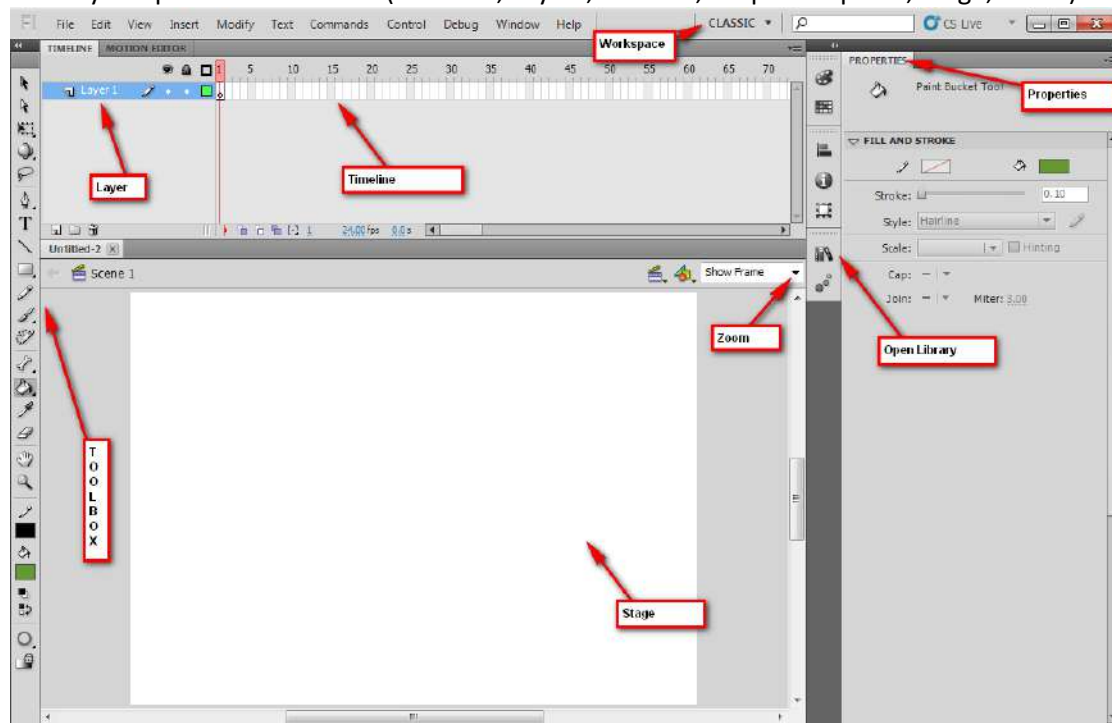 Fl File Edit View Insert Modify Text Commands Control Debug Window Help CLASSIC CS Live
Workspace
TIMELINE MOTION EDITOR
PROPERTIES
1 5 10 15 20 25 30 35 40 45 50 55 60 65 70
Paint Bucket Tool
Properties
Layer 1
FILL AND STROKE
Layer
Timeline
Stroke: 0.10
Style: Hairline
1 24.00 fps 0.0 s
Untitled-2
Scale: Hinting
Scene 1 Show Frame
Cap:
Join: Miter: 3.00
Zoom
Open Library
TOOLBOX
Stage